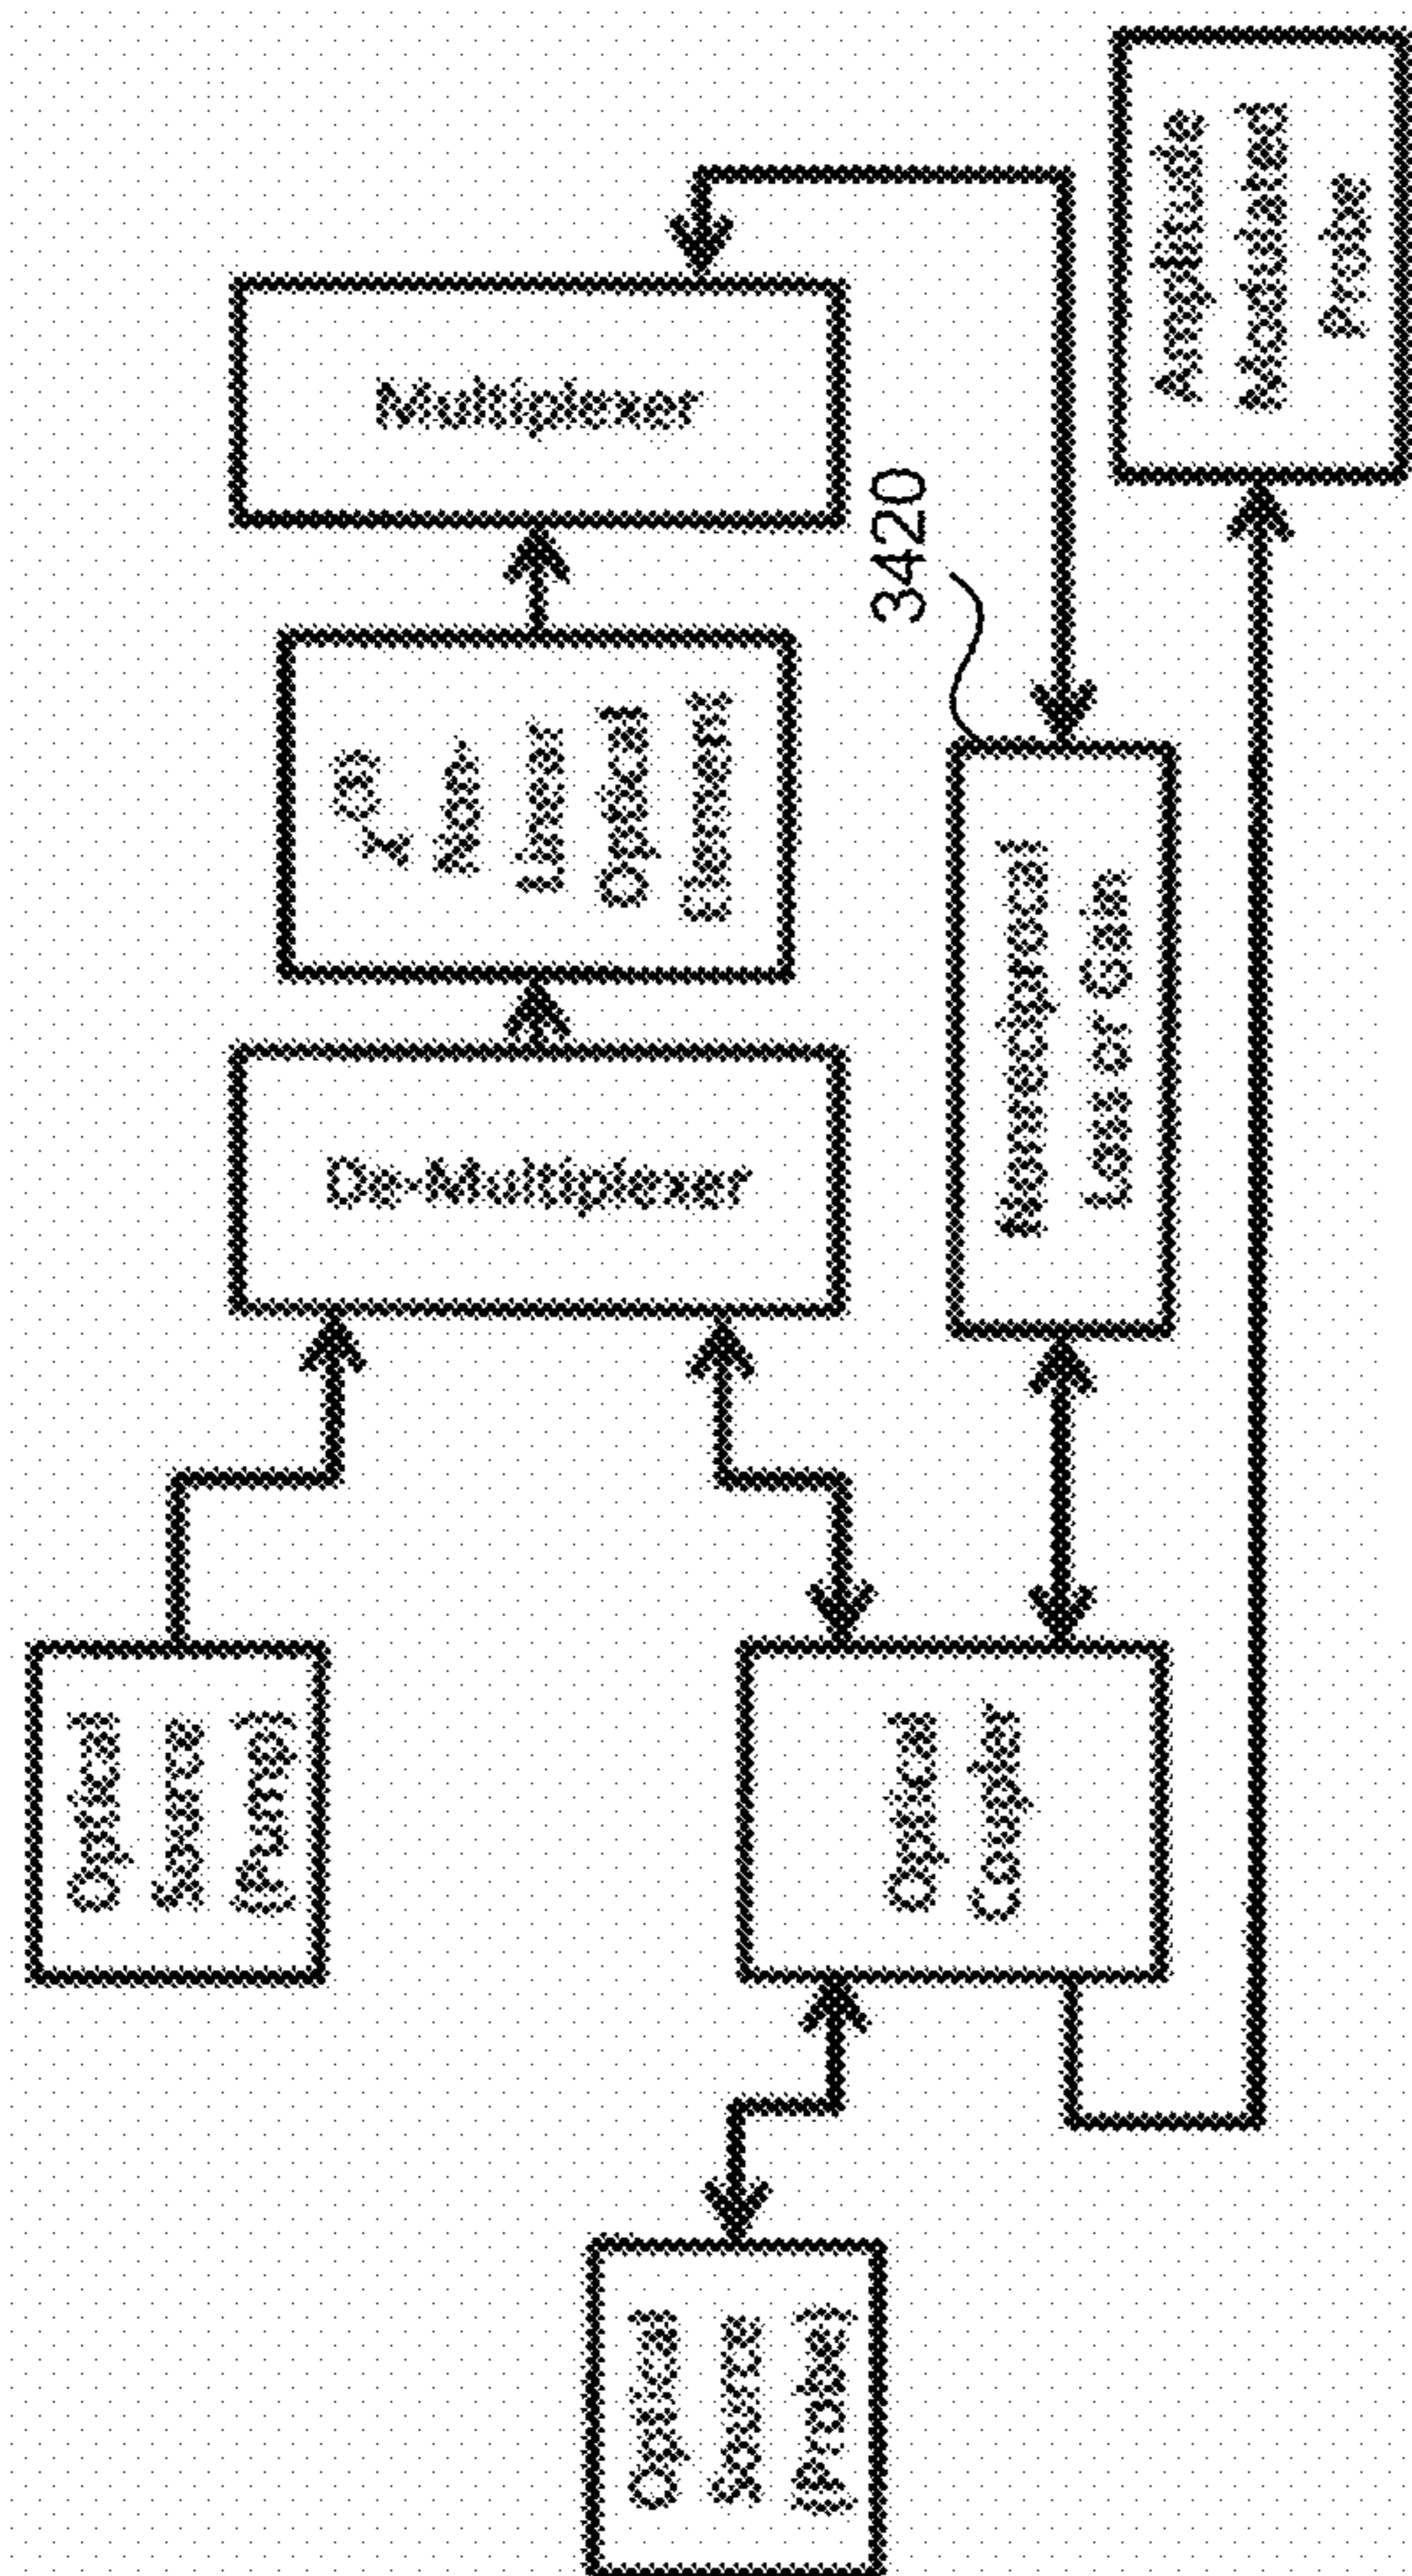 Optical
Source
(Pump)
De-Multiplexer
χ (3)
Non-
Linear
Optical
Element
Multiplexer
Optical
Source
(Probe)
Optical
Coupler
3420
Nonreciprocal
Loss or Gain
Amplitude
Modulated
Probe